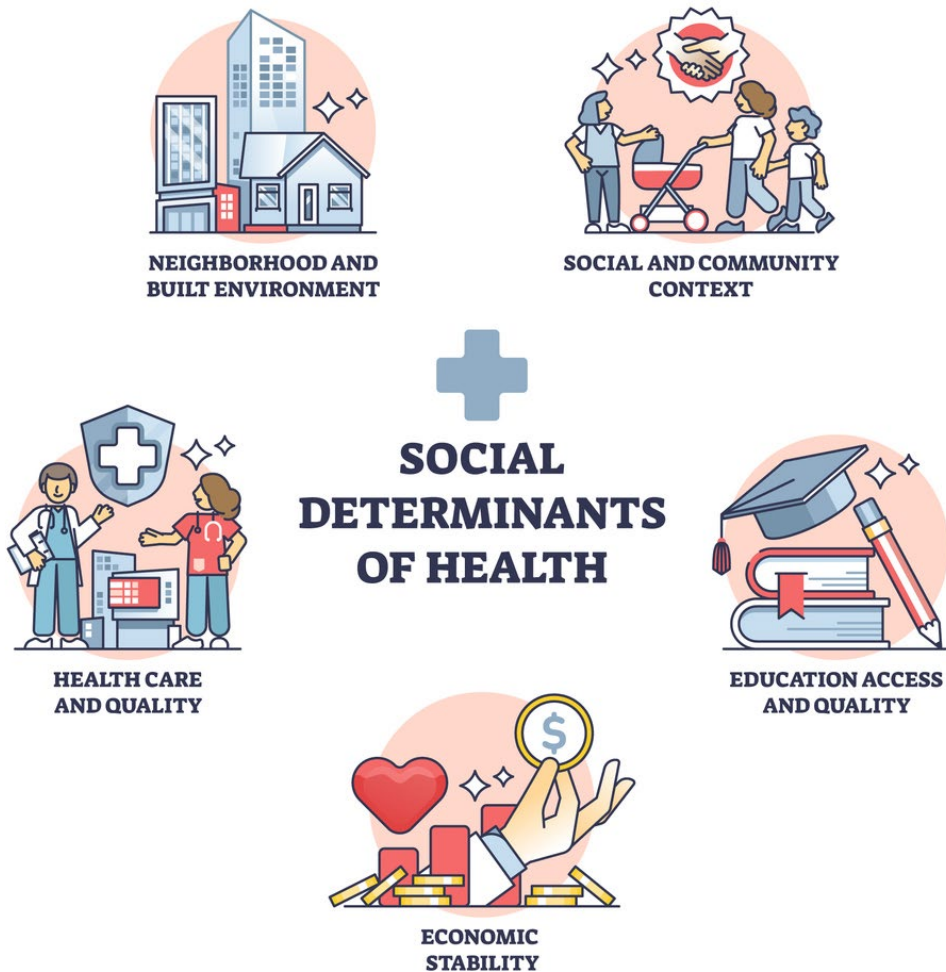 NEIGHBORHOOD AND
BUILT ENVIRONMENT
SOCIAL AND COMMUNITY
CONTEXT
SOCIAL
DETERMINANTS
OF HEALTH
HEALTH CARE
AND QUALITY
EDUCATION ACCESS
AND QUALITY
$
ECONOMIC
STABILITY